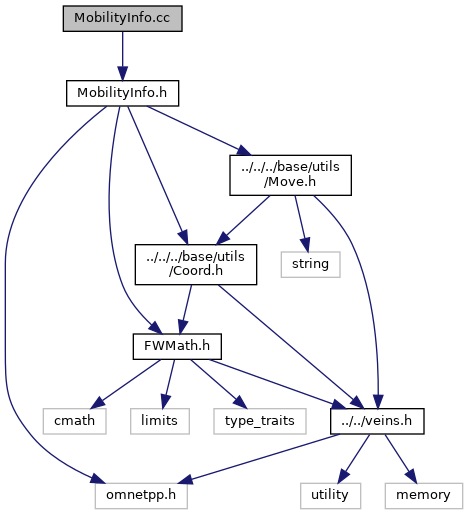 MobilityInfo.cc
MobilityInfo.h
../../../base/utils
/Move.h
../../../base/utils
/Coord.h
string
FWMath.h
cmath
limits
type_traits
../../veins.h
omnetpp.h
utility
memory